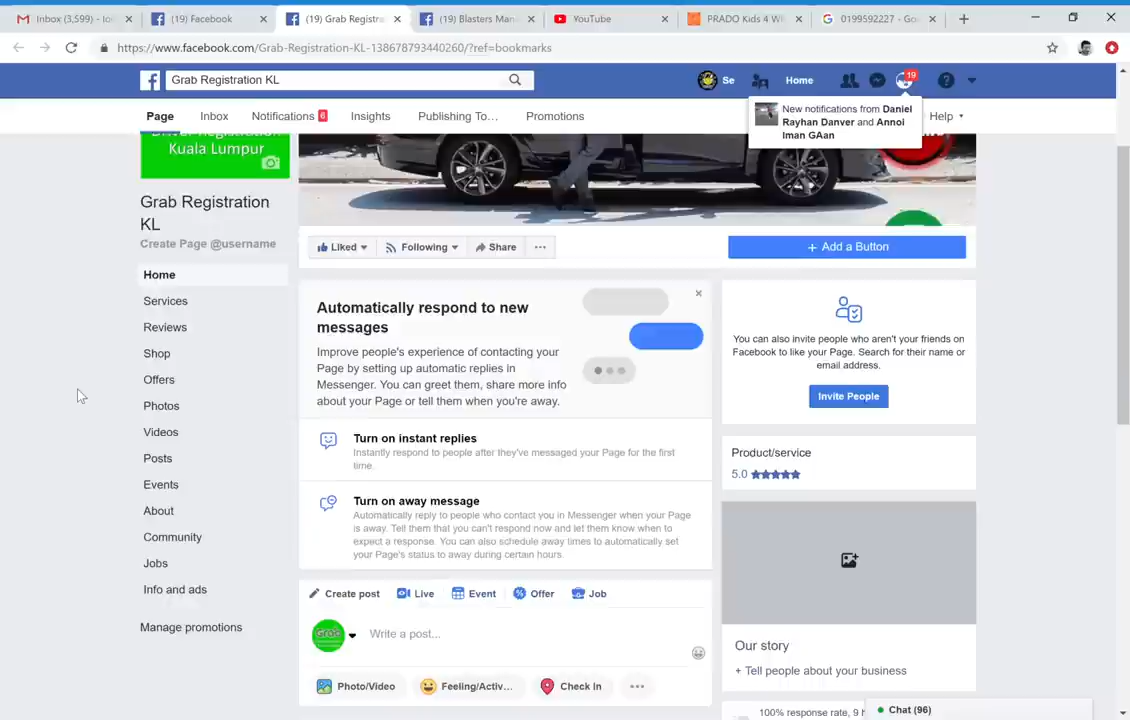 (3,599) - lo
(19) Facebook
(19) Grab Registra
(19) Blasters Man
YouTube
PRADO Kids 4 W
0199592227 - Go
https://www.facebook.com/Grab-Registration-KL-138678793440260/?ref=bookmarks
Grab Registration KL
Se
Home
19
Page
Inbox
Notifications 6
Insights
Publishing To...
Promotions
Help
New notifications from Daniel
Rayhan Danver and Annoi
Iman GAan
Kuala Lumpur
Grab Registration
KL
Create Page @username
Liked
Following
Share
+ Add a Button
Home
Services
Reviews
Shop
Offers
Photos
Videos
Posts
Events
About
Community
Jobs
Info and ads
Manage promotions
Automatically respond to new
messages
Improve people's experience of contacting your
Page by setting up automatic replies in
Messenger. You can greet them, share more info
about your Page or tell them when you're away.
Turn on instant replies
Instantly respond to people after they've messaged your Page for the first
time.
Turn on away message
Automatically reply to people who contact you in Messenger when your Page
is away. Tell them that you can't respond now and let them know when to
expect a response. You can also schedule away times to automatically set
your Page's status to away during certain hours.
Create post
Live
Event
Offer
Job
Grab
Write a post...
Photo/Video
Feeling/Activ...
Check in
You can also invite people who aren't your friends on
Facebook to like your Page. Search for their name or
email address.
Invite People
Product/service
5.0
Our story
+ Tell people about your business
100% response rate, 9 h
Chat (96)